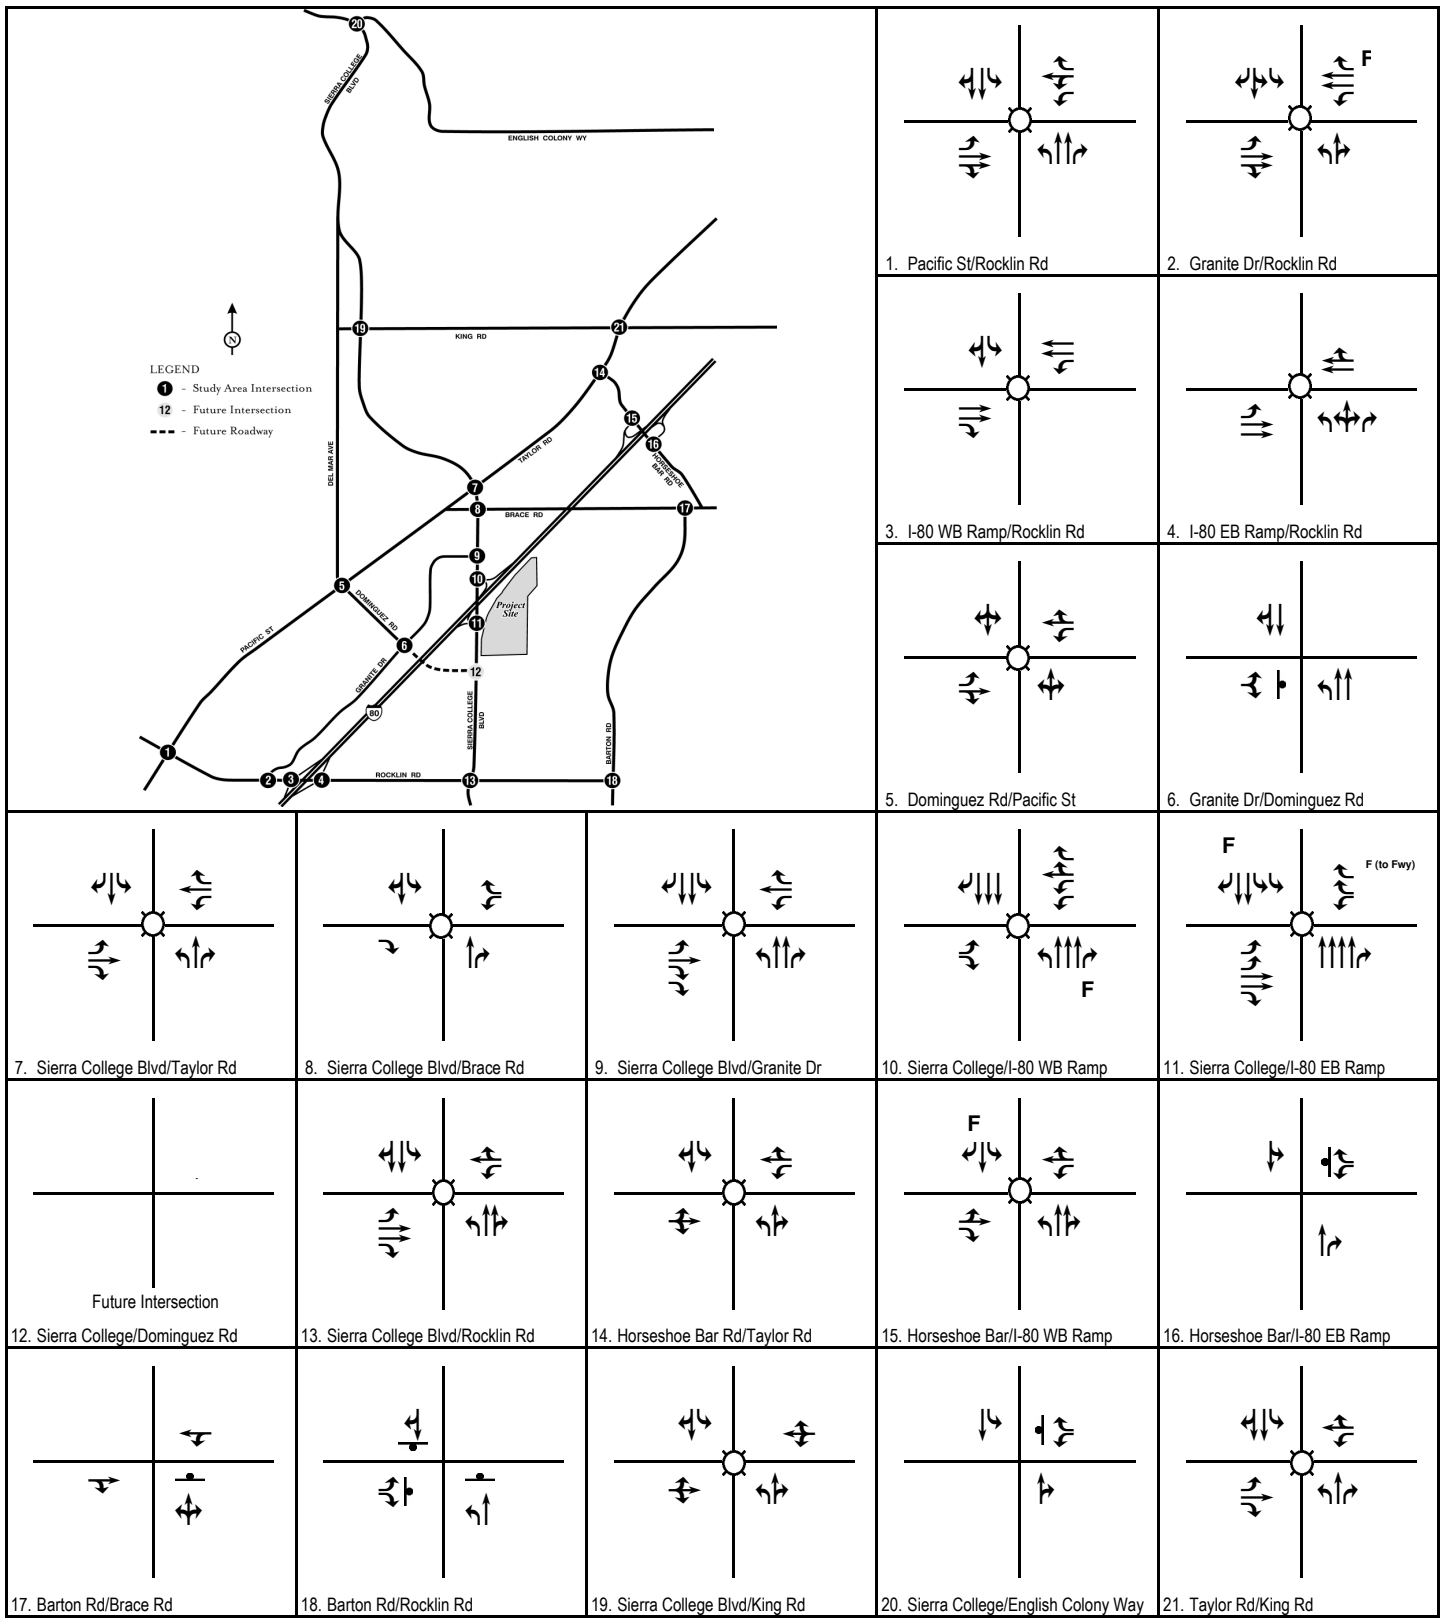 20
SIERRA COLLEGE
BLVD
ENGLISH COLONY WY
19
KING RD
21
N
LEGEND
1 - Study Area Intersection
12 - Future Intersection
- Future Roadway
14
15
16
HORSESHOE
BAR RD
TAYLOR RD
DEL MAR AVE
7
8
BRACE RD
17
9
10
5
DOMINGUEZ RD
Project
Site
11
6
12
PACIFIC ST
GRANITE DR
80
SIERRA COLLEGE
BLVD
BARTON RD
1
2
3
4
ROCKLIN RD
13
18
1. Pacific St/Rocklin Rd
F
2. Granite Dr/Rocklin Rd
3. I-80 WB Ramp/Rocklin Rd
4. I-80 EB Ramp/Rocklin Rd
5. Dominguez Rd/Pacific St
6. Granite Dr/Dominguez Rd
7. Sierra College Blvd/Taylor Rd
8. Sierra College Blvd/Brace Rd
9. Sierra College Blvd/Granite Dr
F
10. Sierra College/I-80 WB Ramp
F
F (to Fwy)
11. Sierra College/I-80 EB Ramp
Future Intersection
12. Sierra College/Dominguez Rd
13. Sierra College Blvd/Rocklin Rd
14. Horseshoe Bar Rd/Taylor Rd
F
15. Horseshoe Bar/I-80 WB Ramp
16. Horseshoe Bar/I-80 EB Ramp
17. Barton Rd/Brace Rd
18. Barton Rd/Rocklin Rd
19. Sierra College Blvd/King Rd
20. Sierra College/English Colony Way
21. Taylor Rd/King Rd